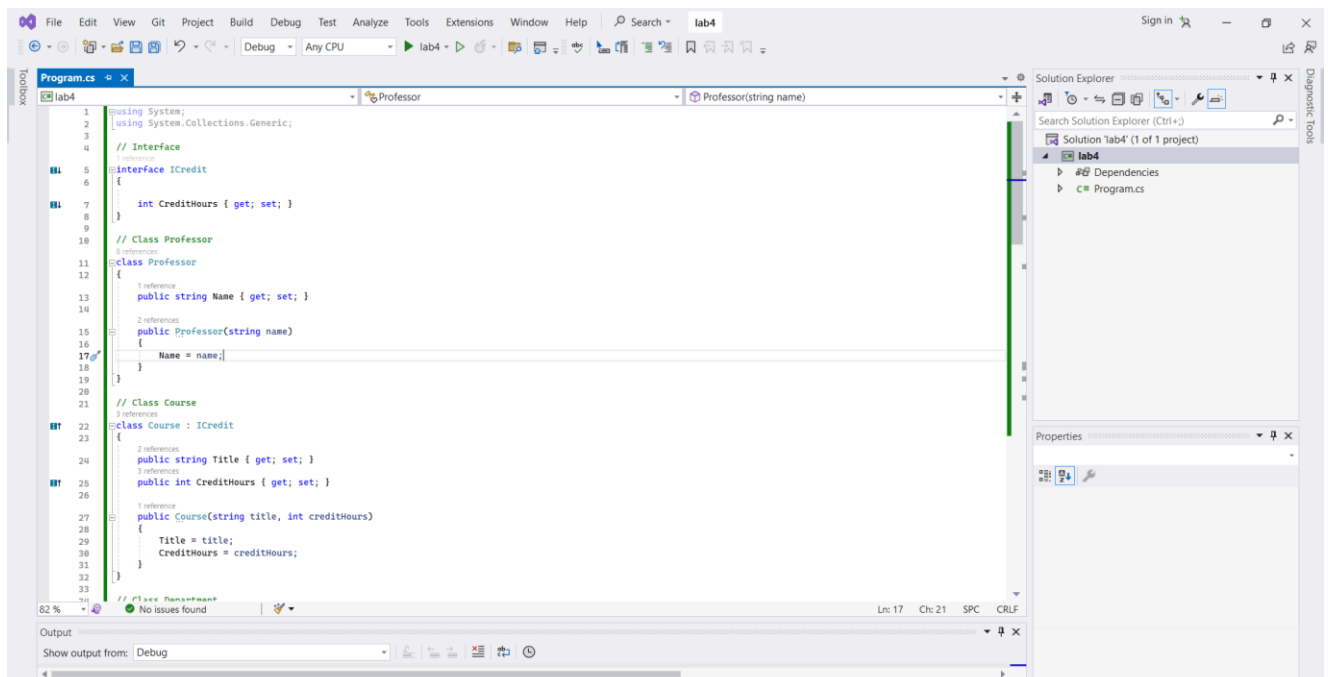 File Edit View Git Project Build Debug Test Analyze Tools Extensions Window Help Search lab4 Sign in
Debug Any CPU lab4
Toolbox
Program.cs
lab4 Professor Professor(string name)
1 using System;
2 using System.Collections.Generic;
3
4 // Interface
1 reference
5 interface ICredit
6 {
7 int CreditHours { get; set; }
8 }
9
10 // Class Professor
8 references
11 class Professor
12 {
1 reference
13 public string Name { get; set; }
14
2 references
15 public Professor(string name)
16 {
17 Name = name;
18 }
19 }
20
21 // Class Course
3 references
22 class Course : ICredit
23 {
2 references
24 public string Title { get; set; }
3 references
25 public int CreditHours { get; set; }
26
1 reference
27 public Course(string title, int creditHours)
28 {
29 Title = title;
30 CreditHours = creditHours;
31 }
32 }
33
34 // Class Department
82 % No issues found Ln: 17 Ch: 21 SPC CRLF
Output
Show output from: Debug
Solution Explorer
Search Solution Explorer (Ctrl+;)
Solution 'lab4' (1 of 1 project)
lab4
Dependencies
C# Program.cs
Properties
Diagnostic Tools